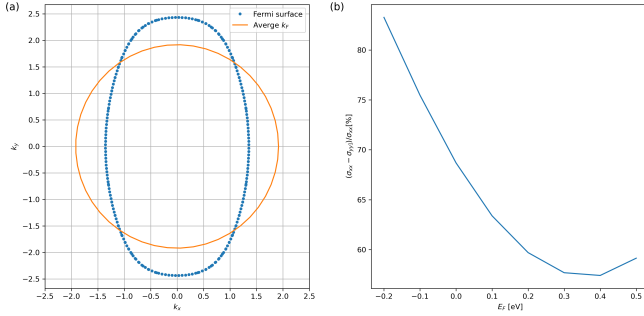 (a)
Fermi surface
Averge k_F
2.5
2.0
1.5
1.0
0.5
0.0
−0.5
−1.0
−1.5
−2.0
−2.5
k_y
−2.5 −2.0 −1.5 −1.0 −0.5 0.0 0.5 1.0 1.5 2.0 2.5
k_x
(b)
80
75
70
65
60
(σ_xx − σ_yy)/σ_xx[%]
−0.2 −0.1 0.0 0.1 0.2 0.3 0.4 0.5
E_F [eV]